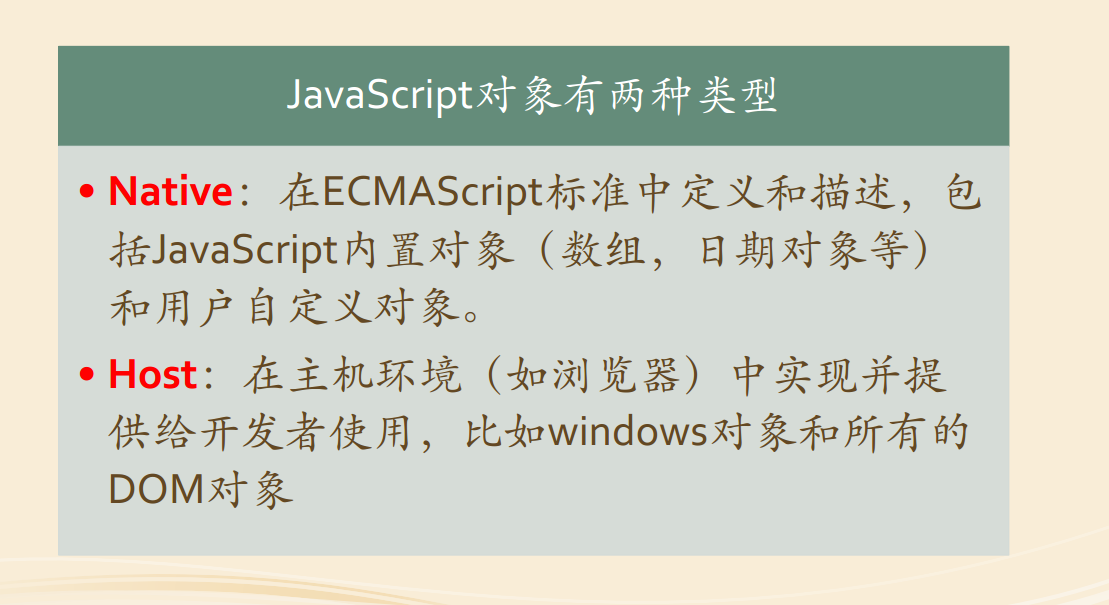 JavaScript对象有两种类型
• Native：在ECMAScript标准中定义和描述，包
括JavaScript内置对象（数组，日期对象等）
和用户自定义对象。
• Host：在主机环境（如浏览器）中实现并提
供给开发者使用，比如windows对象和所有的
DOM对象